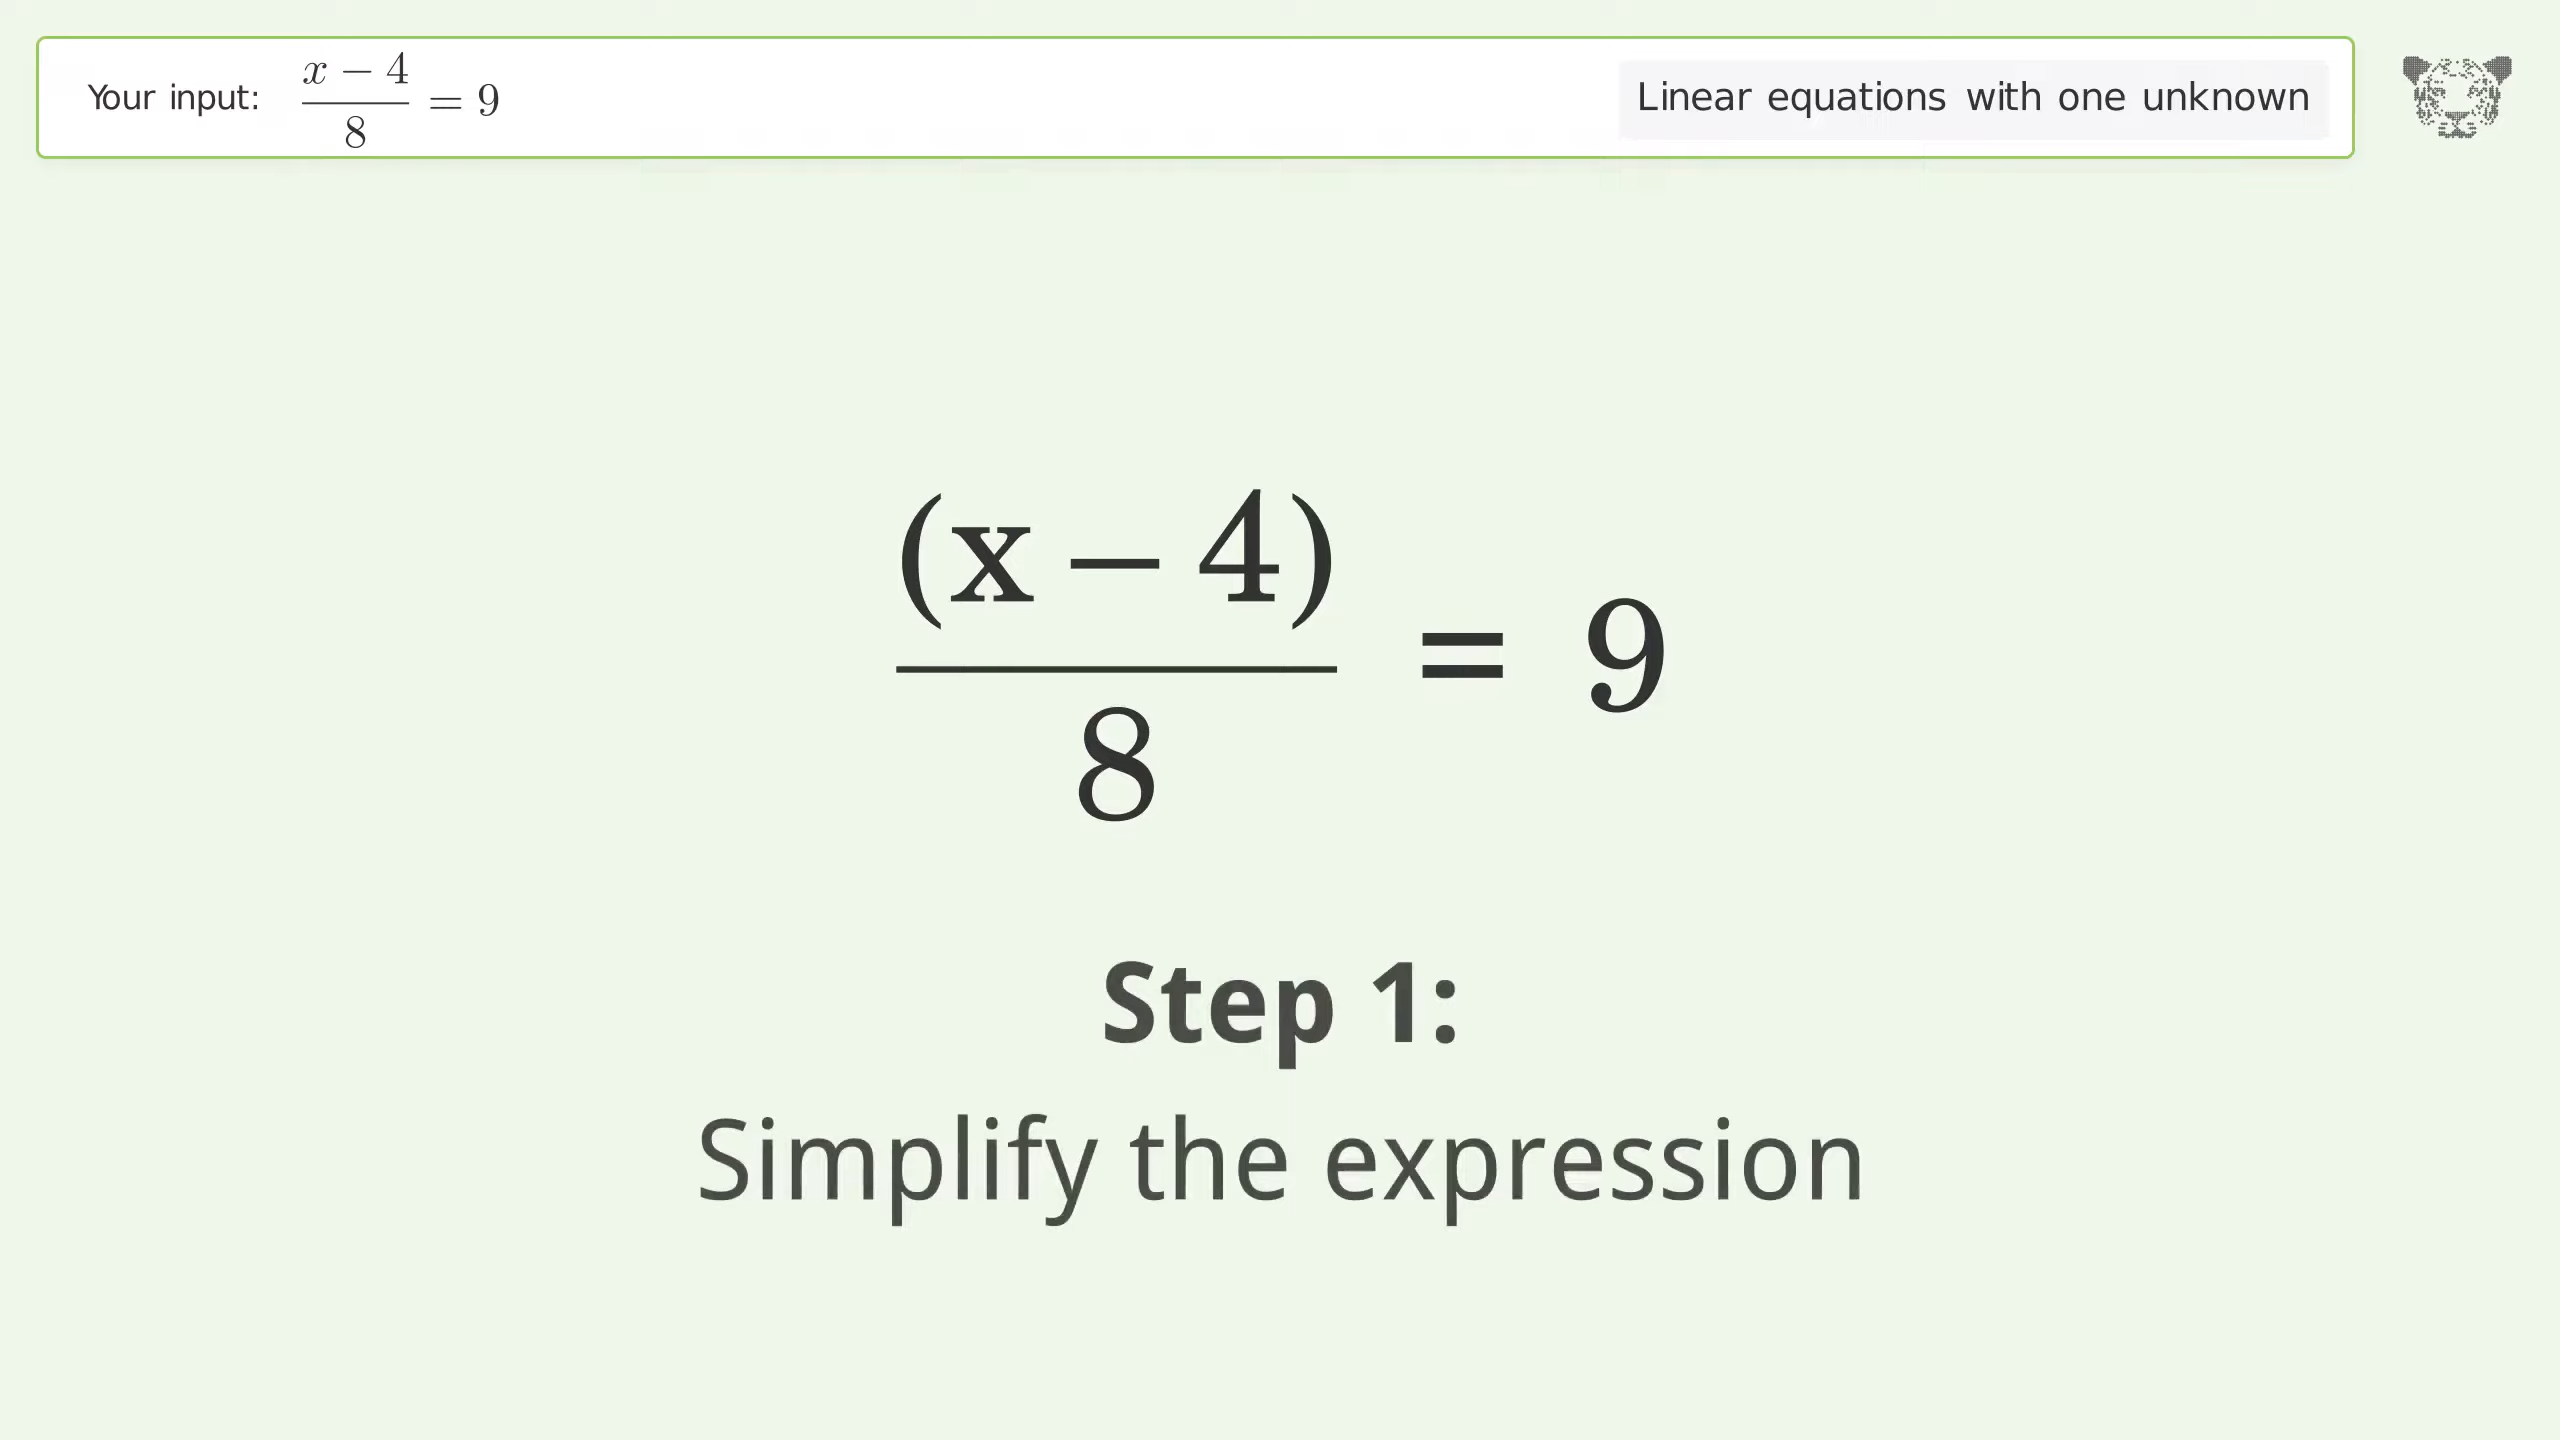 Your input: (x − 4)/8 = 9
Linear equations with one unknown
(x − 4)/8 = 9
Step 1:
Simplify the expression